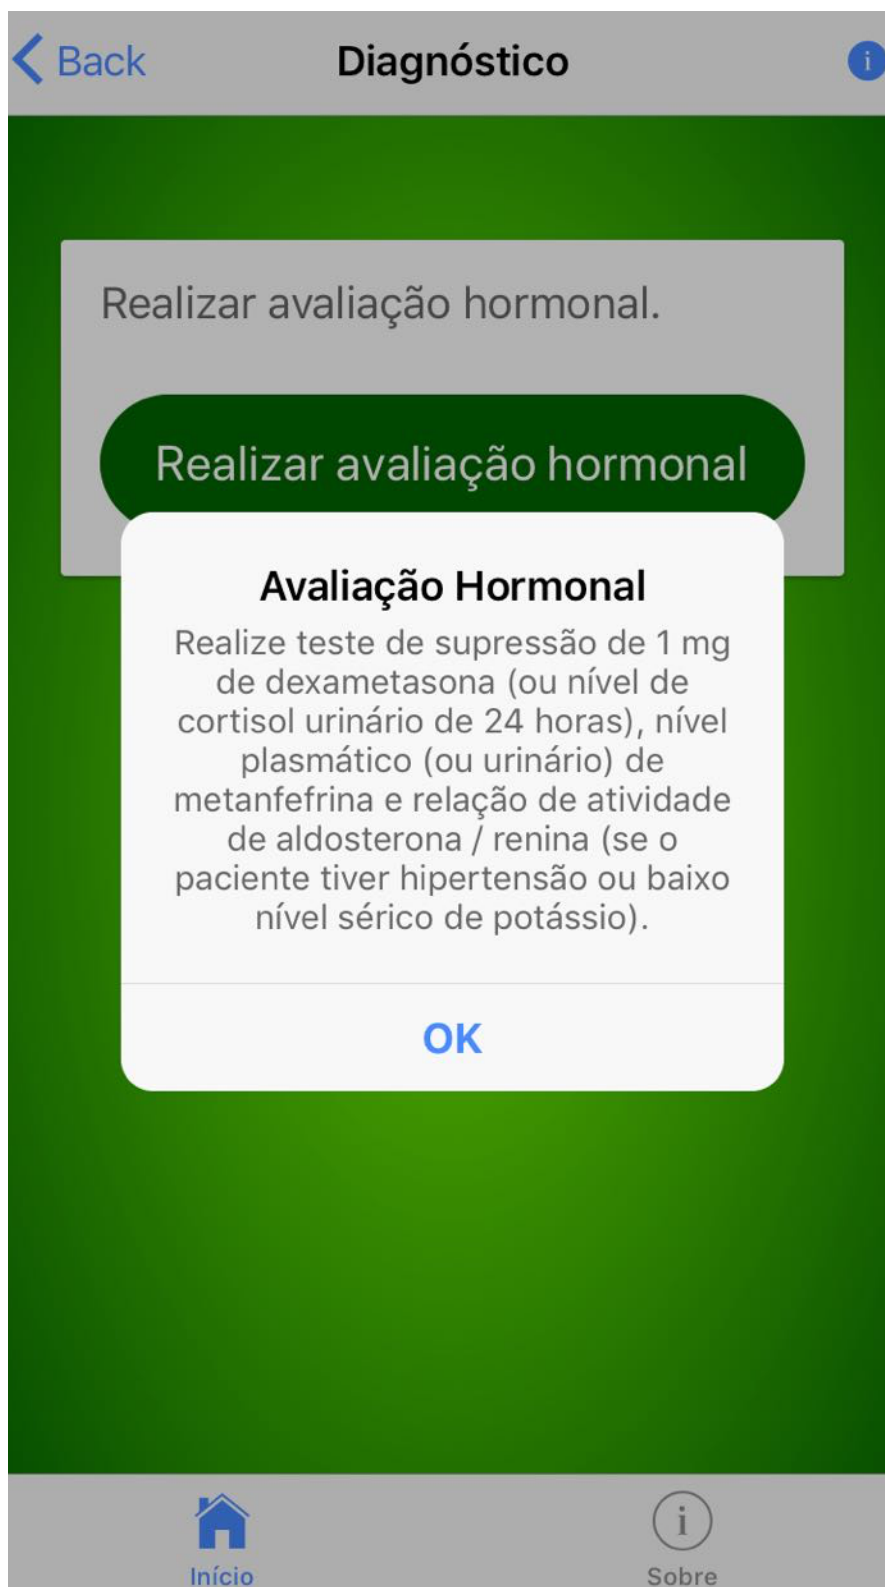 Back
Diagnóstico
i
Realizar avaliação hormonal.
Realizar avaliação hormonal
Avaliação Hormonal
Realize teste de supressão de 1 mg
de dexametasona (ou nível de
cortisol urinário de 24 horas), nível
plasmático (ou urinário) de
metanfefrina e relação de atividade
de aldosterona / renina (se o
paciente tiver hipertensão ou baixo
nível sérico de potássio).
OK
i
Início
Sobre